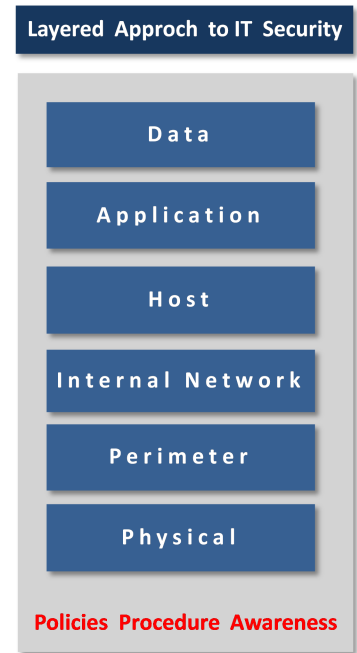 Layered Approch to IT Security
Data
Application
Host
Internal Network
Perimeter
Physical
Policies Procedure Awareness